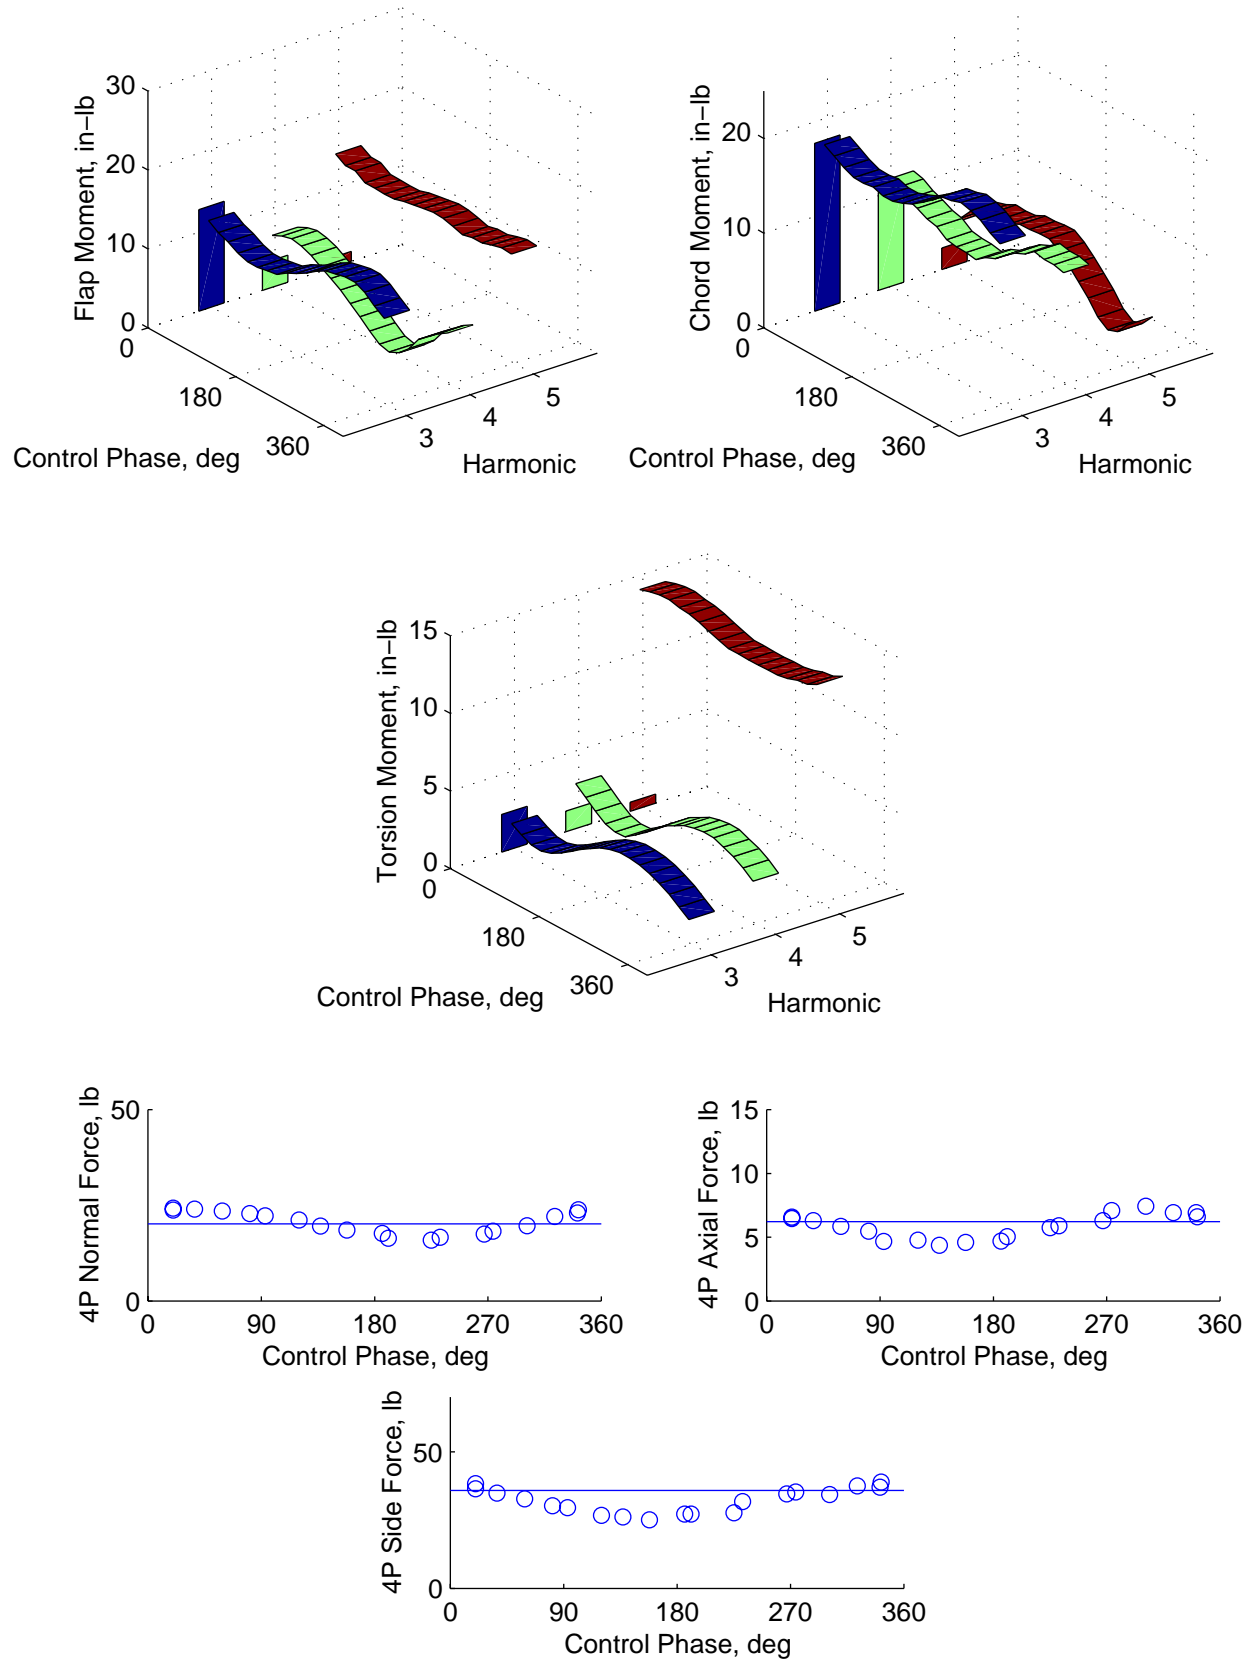 30
20
10
0
Flap Moment, in−lb
0
180
360
Control Phase, deg
3
4
5
Harmonic
20
10
0
Chord Moment, in−lb
0
180
360
Control Phase, deg
3
4
5
Harmonic
15
10
5
0
Torsion Moment, in−lb
0
180
360
Control Phase, deg
3
4
5
Harmonic
50
0
4P Normal Force, lb
0 90 180 270 360
Control Phase, deg
15
10
5
0
4P Axial Force, lb
0 90 180 270 360
Control Phase, deg
50
0
4P Side Force, lb
0 90 180 270 360
Control Phase, deg